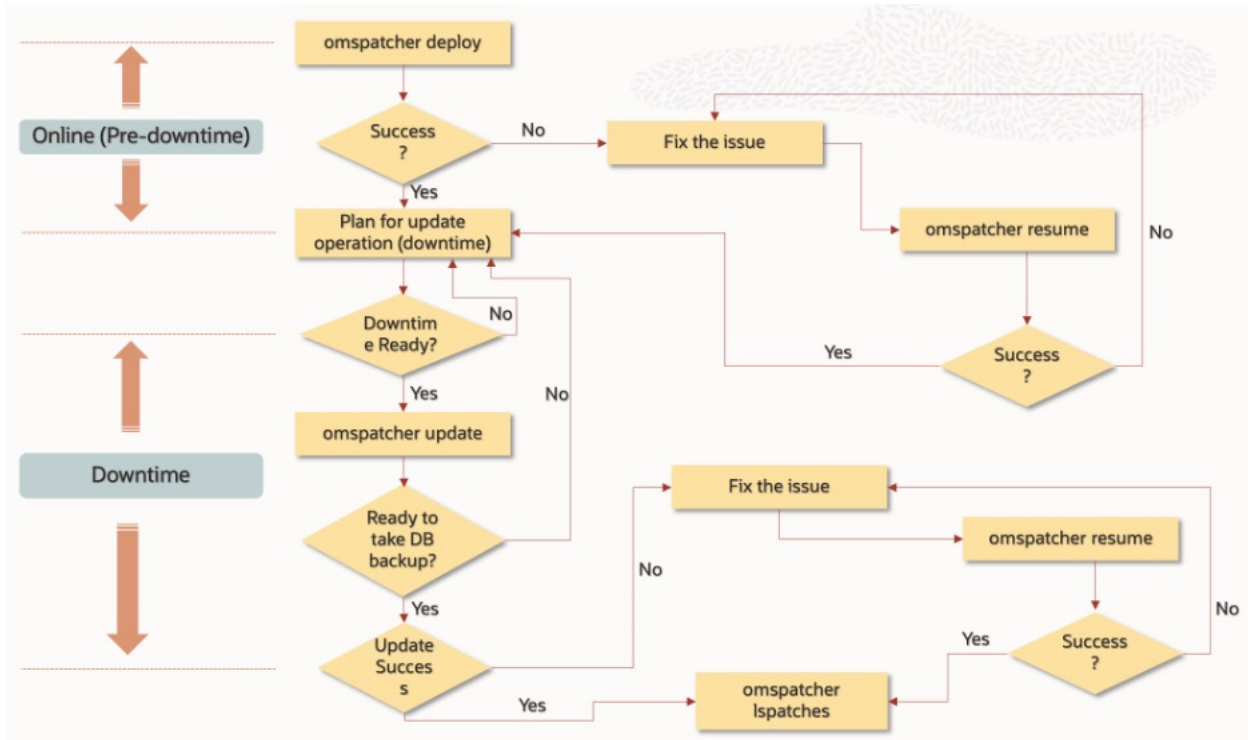 omspatcher deploy
Online (Pre-downtime)
Success
?
No
Fix the issue
Yes
Plan for update
operation (downtime)
omspatcher resume
No
Downtim
e Ready?
No
Yes
Success
?
Yes
No
omspatcher update
Downtime
Fix the issue
Ready to
take DB
backup?
omspatcher resume
No
Yes
No
Update
Succes
s
Yes
Success
?
Yes
omspatcher
lspatches